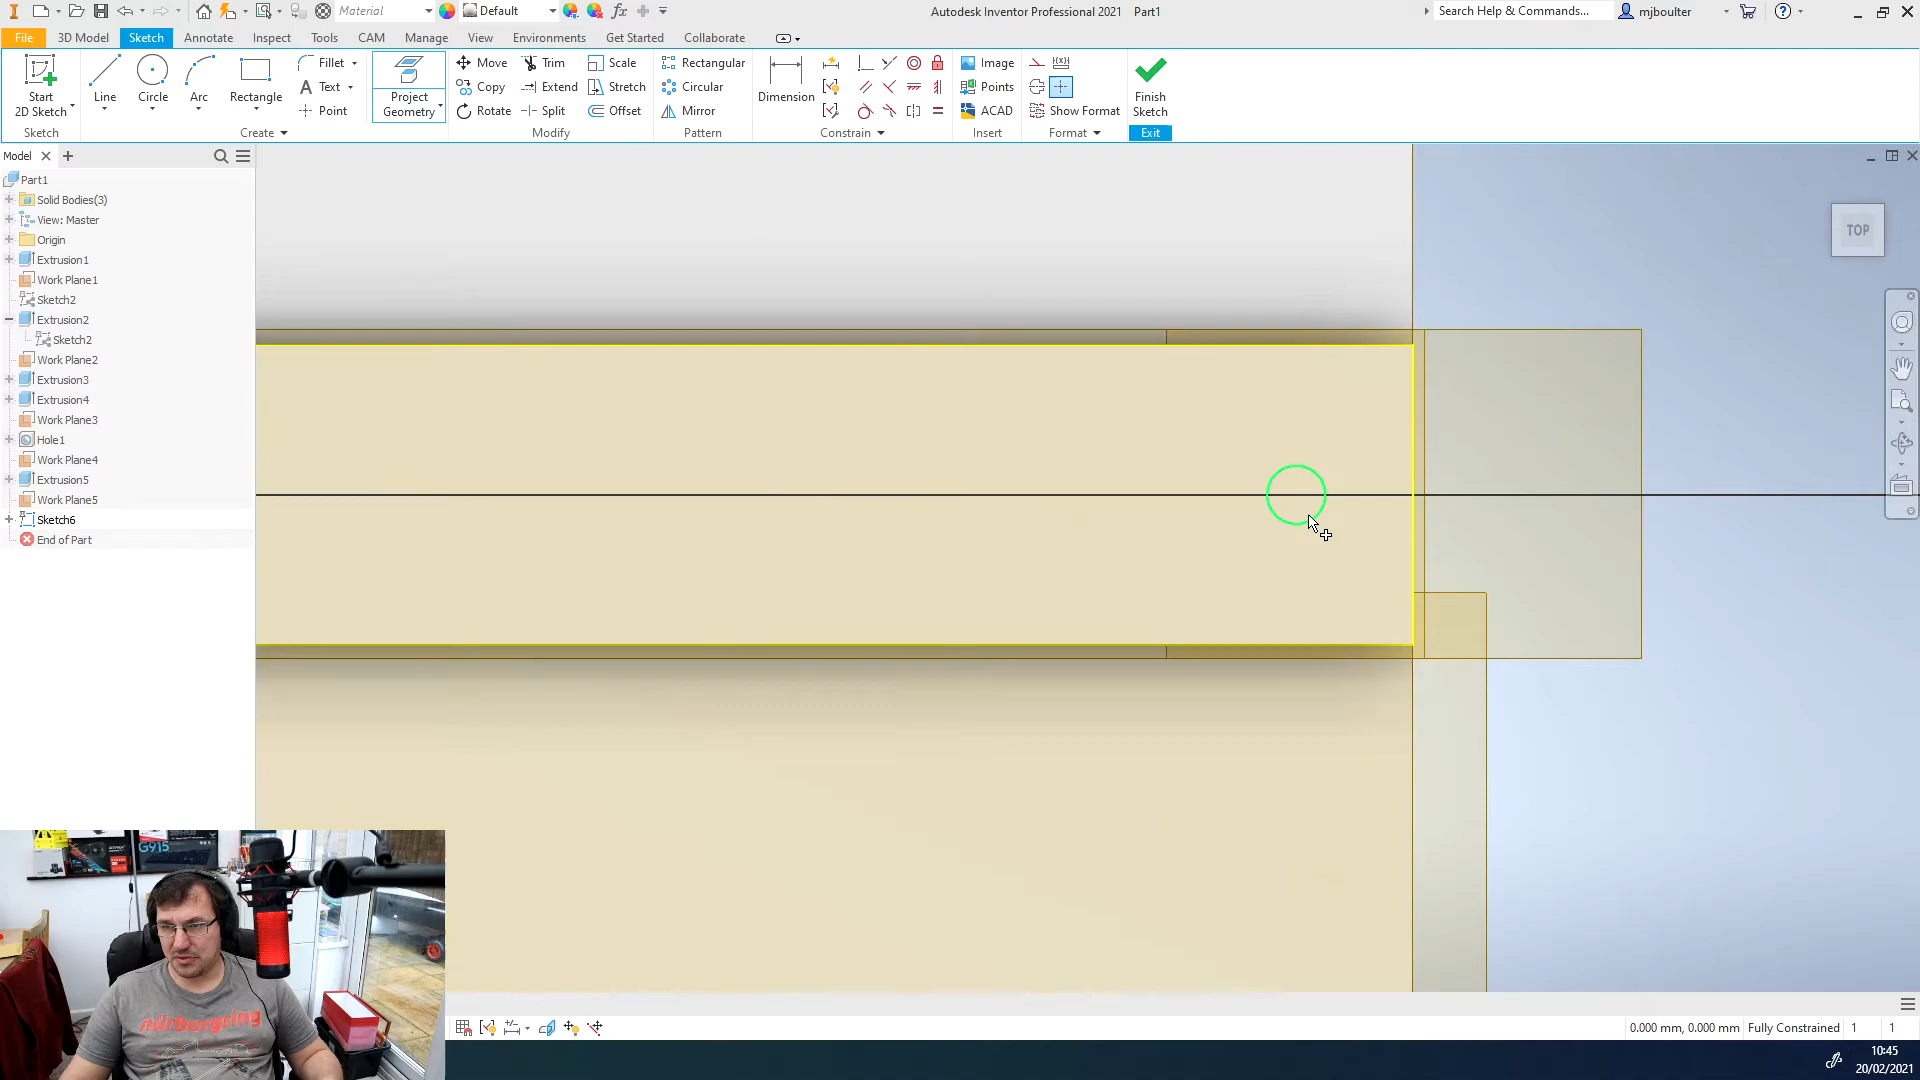 Material
Default
Autodesk Inventor Professional 2021 Part1
Search Help & Commands...
mjboulter
File
3D Model
Sketch
Annotate
Inspect
Tools
CAM
Manage
View
Environments
Get Started
Collaborate
Start
2D Sketch
Line
Circle
Arc
Rectangle
Fillet
Text
Point
Project
Geometry
Move
Copy
Rotate
Trim
Extend
Split
Scale
Stretch
Offset
Rectangular
Circular
Mirror
Dimension
Image
Points
ACAD
Show Format
Finish
Sketch
Sketch
Create
Modify
Pattern
Constrain
Insert
Format
Exit
Model
Part1
Solid Bodies(3)
View: Master
Origin
Extrusion1
Work Plane1
Sketch2
Extrusion2
Sketch2
Work Plane2
Extrusion3
Extrusion4
Work Plane3
Hole1
Work Plane4
Extrusion5
Work Plane5
Sketch6
End of Part
TOP
G915
nürburgring
0.000 mm, 0.000 mm Fully Constrained 1 1
10:45
20/02/2021